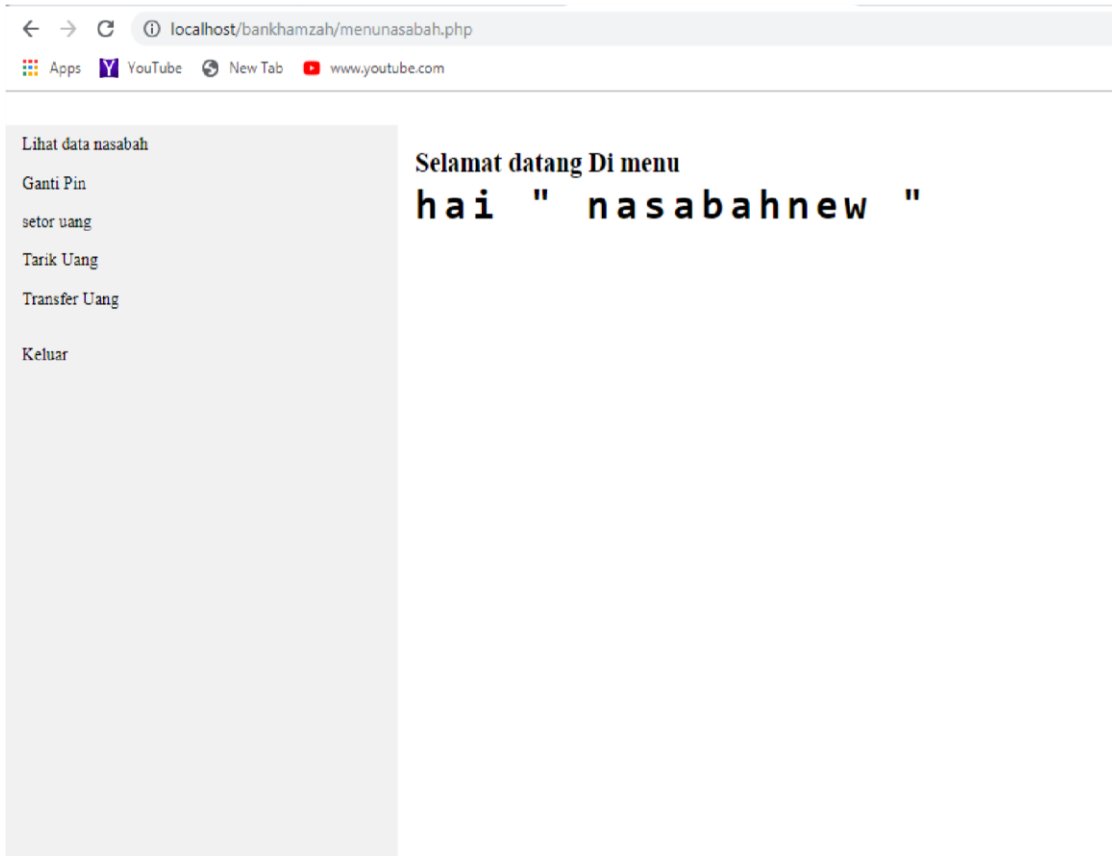 localhost/bankhamzah/menunasabah.php
Apps YouTube New Tab www.youtube.com
Lihat data nasabah
Ganti Pin
setor uang
Tarik Uang
Transfer Uang
Keluar
Selamat datang Di menu
hai " nasabahnew "